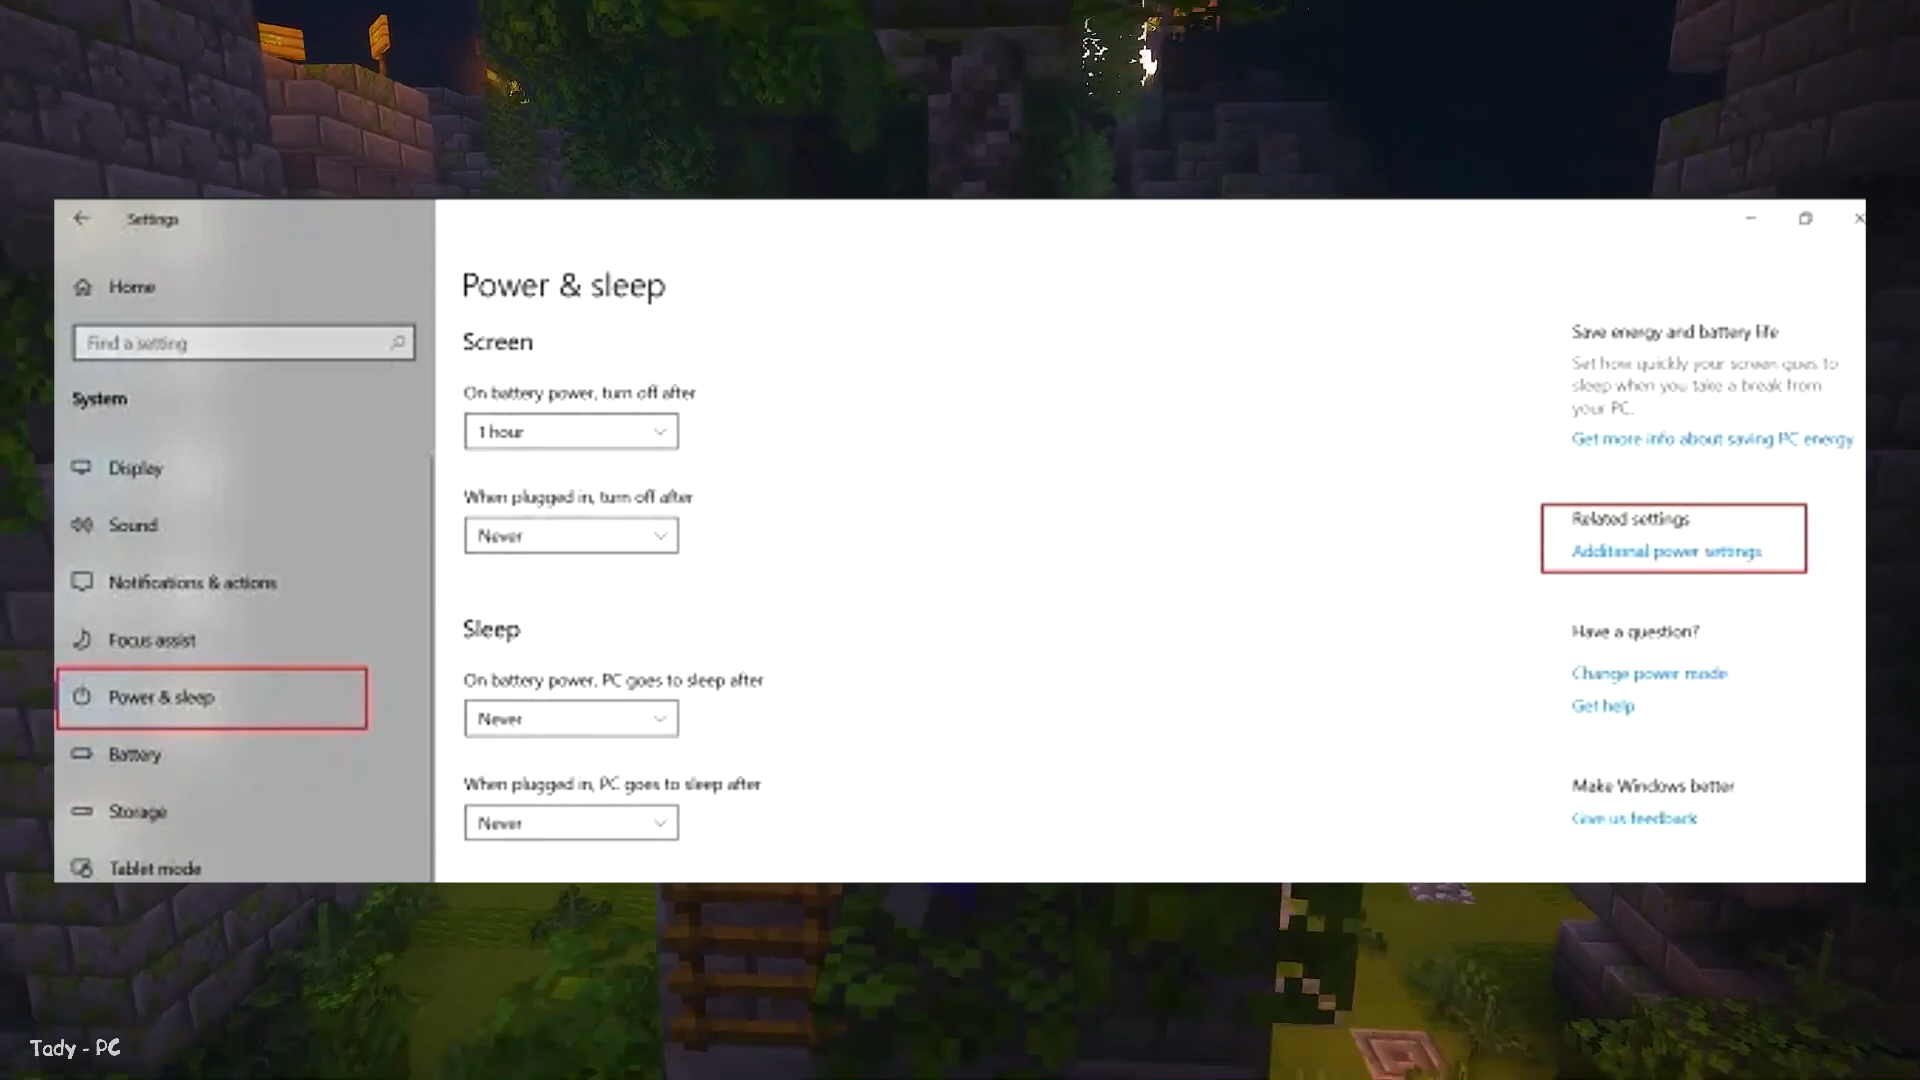 Settings
Home
Find a setting
System
Display
Sound
Notifications & actions
Focus assist
Power & sleep
Battery
Storage
Tablet mode
Power & sleep
Screen
On battery power, turn off after
1 hour
When plugged in, turn off after
Never
Sleep
On battery power, PC goes to sleep after
Never
When plugged in, PC goes to sleep after
Never
Save energy and battery life
Set how quickly your screen goes to
sleep when you take a break from
your PC.
Get more info about saving PC energy
Related settings
Additional power settings
Have a question?
Change power mode
Get help
Make Windows better
Give us feedback
Tady - PC